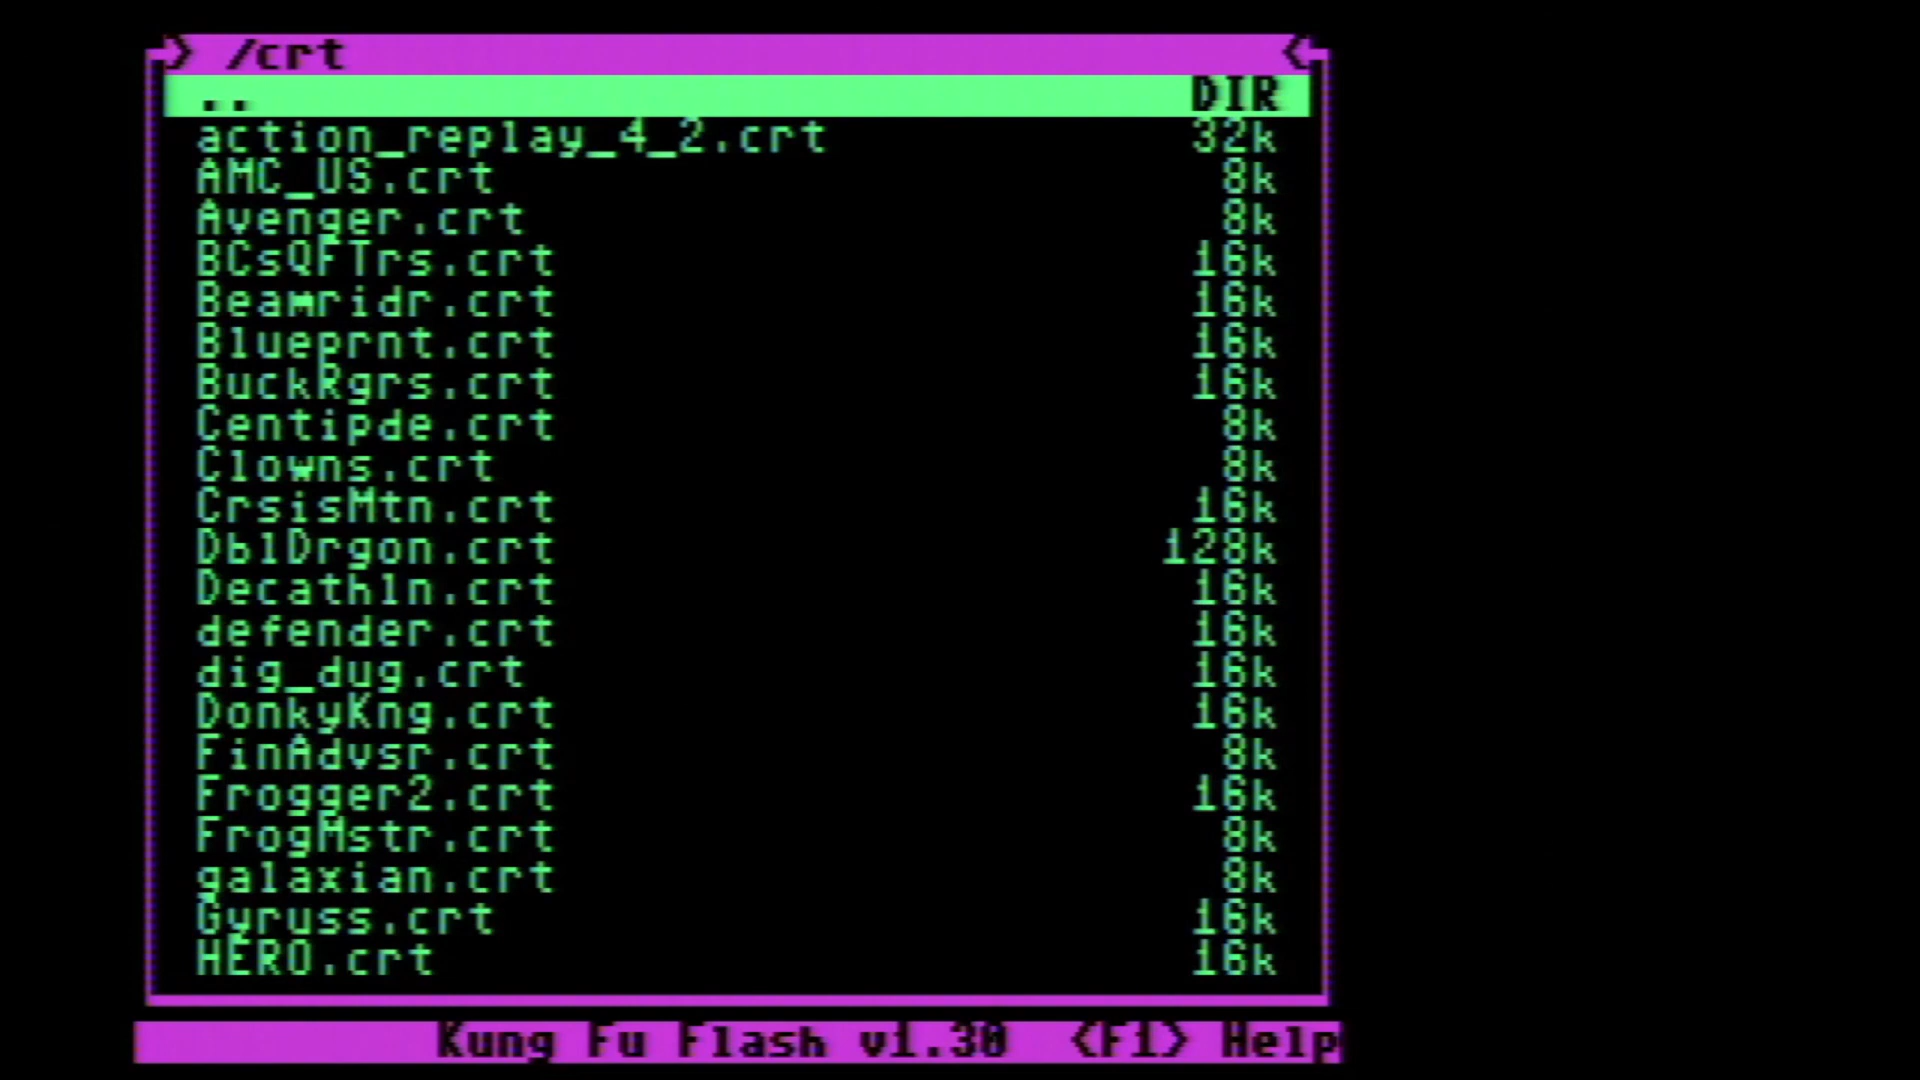 /crt
.. DIR
action_replay_4_2.crt 32k
AMC_US.crt 8k
Avenger.crt 8k
BCsQFTrs.crt 16k
Beamridr.crt 16k
Blueprnt.crt 16k
BuckRgrs.crt 16k
Centipde.crt 8k
Clowns.crt 8k
CrsisMtn.crt 16k
DblDrgon.crt 128k
Decathln.crt 16k
defender.crt 16k
dig_dug.crt 16k
DonkyKng.crt 16k
FinAdvsr.crt 8k
Frogger2.crt 16k
FrogMstr.crt 8k
galaxian.crt 8k
Gyruss.crt 16k
HERO.crt 16k
Kung Fu Flash v1.30 <F1> Help